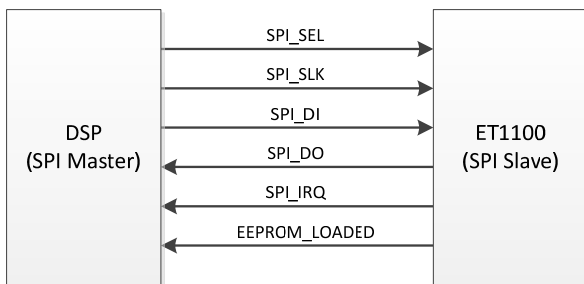 SPI_SEL
SPI_SLK
SPI_DI
SPI_DO
SPI_IRQ
EEPROM_LOADED
DSP
(SPI Master)
ET1100
(SPI Slave)